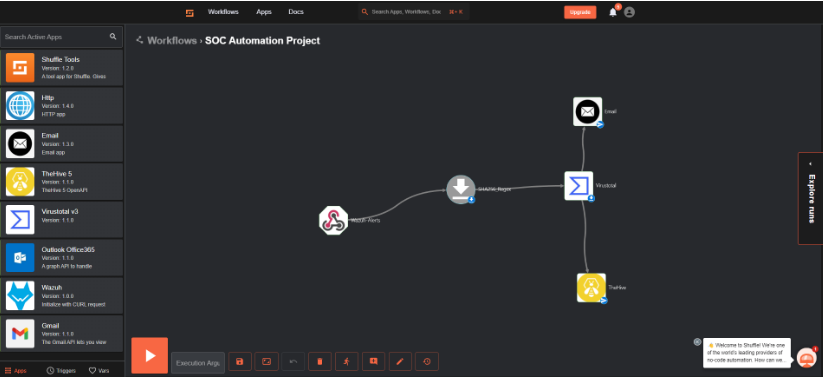 Workflows Apps Docs
Search Apps, Workflows, Doc ⌘+K
Upgrade
Search Active Apps
Workflows › SOC Automation Project
Shuffle Tools
Version: 1.2.0
A tool app for Shuffle. Gives
Http
Version: 1.4.0
HTTP app
Email
Version: 1.3.0
Email app
TheHive 5
Version: 1.1.0
TheHive 5 OpenAPI
Virustotal v3
Version: 1.1.0
Outlook Office365
Version: 1.1.0
A graph API to handle
Wazuh
Version: 1.0.0
Initialize with CURL request
Gmail
Version: 1.1.0
The Gmail API lets you view
Apps Triggers Vars
Email
SHA256_Regex
Virustotal
Wazuh-Alerts
TheHive
Explore runs
Execution Arg.
Welcome to Shuffle! We're one
of the world's leading providers of
no-code automation. How can we...
1